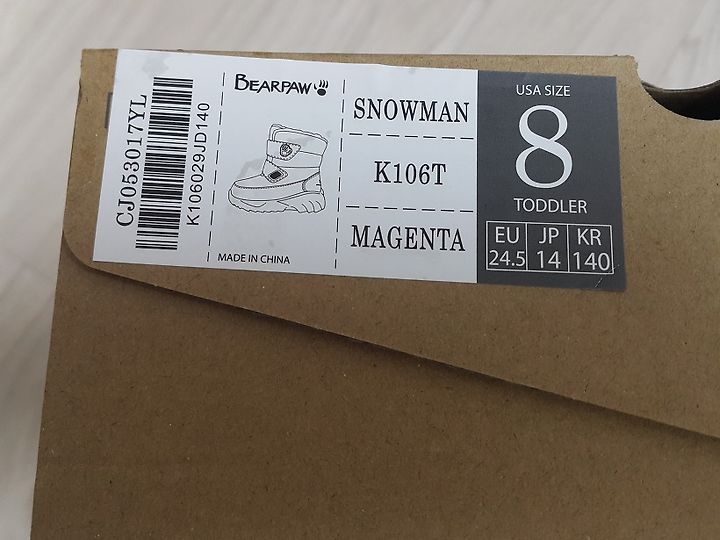 CJ053017YL
K106029JD140
BEARPAW
MADE IN CHINA
SNOWMAN
K106T
MAGENTA
USA SIZE
8
TODDLER
EU JP KR
24.5 14 140